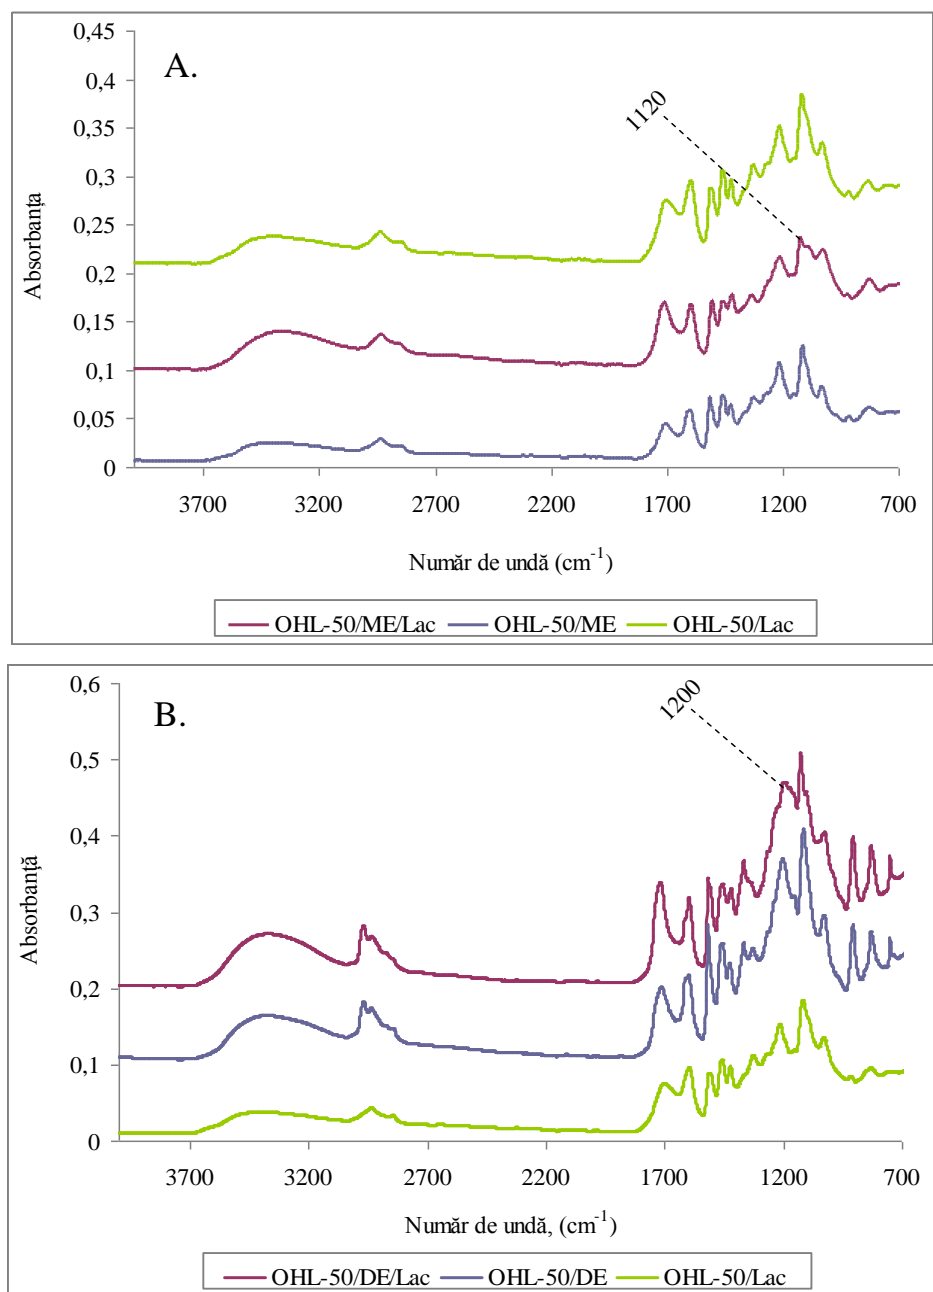 A.
0,5
0,45
0,4
0,35
0,3
0,25
0,2
0,15
0,1
0,05
0
Absorbanța
1120
3700 3200 2700 2200 1700 1200 700
Număr de undă (cm-1)
OHL-50/ME/Lac OHL-50/ME OHL-50/Lac
B.
0,6
0,5
0,4
0,3
0,2
0,1
0
Absorbanță
1200
3700 3200 2700 2200 1700 1200 700
Număr de undă, (cm-1)
OHL-50/DE/Lac OHL-50/DE OHL-50/Lac